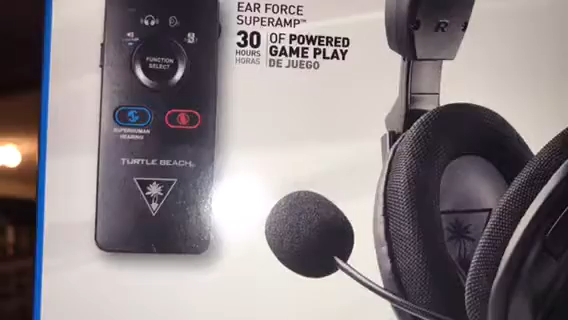 EAR FORCE
SUPERAMP™
30 HOURS HORAS
OF POWERED
GAME PLAY
DE JUEGO
R
FUNCTION
SELECT
SUPERHUMAN
HEARING
TURTLE BEACH®